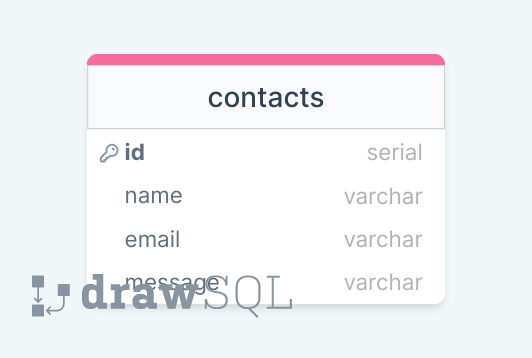 contacts
id serial
name varchar
email varchar
message varchar
drawSQL